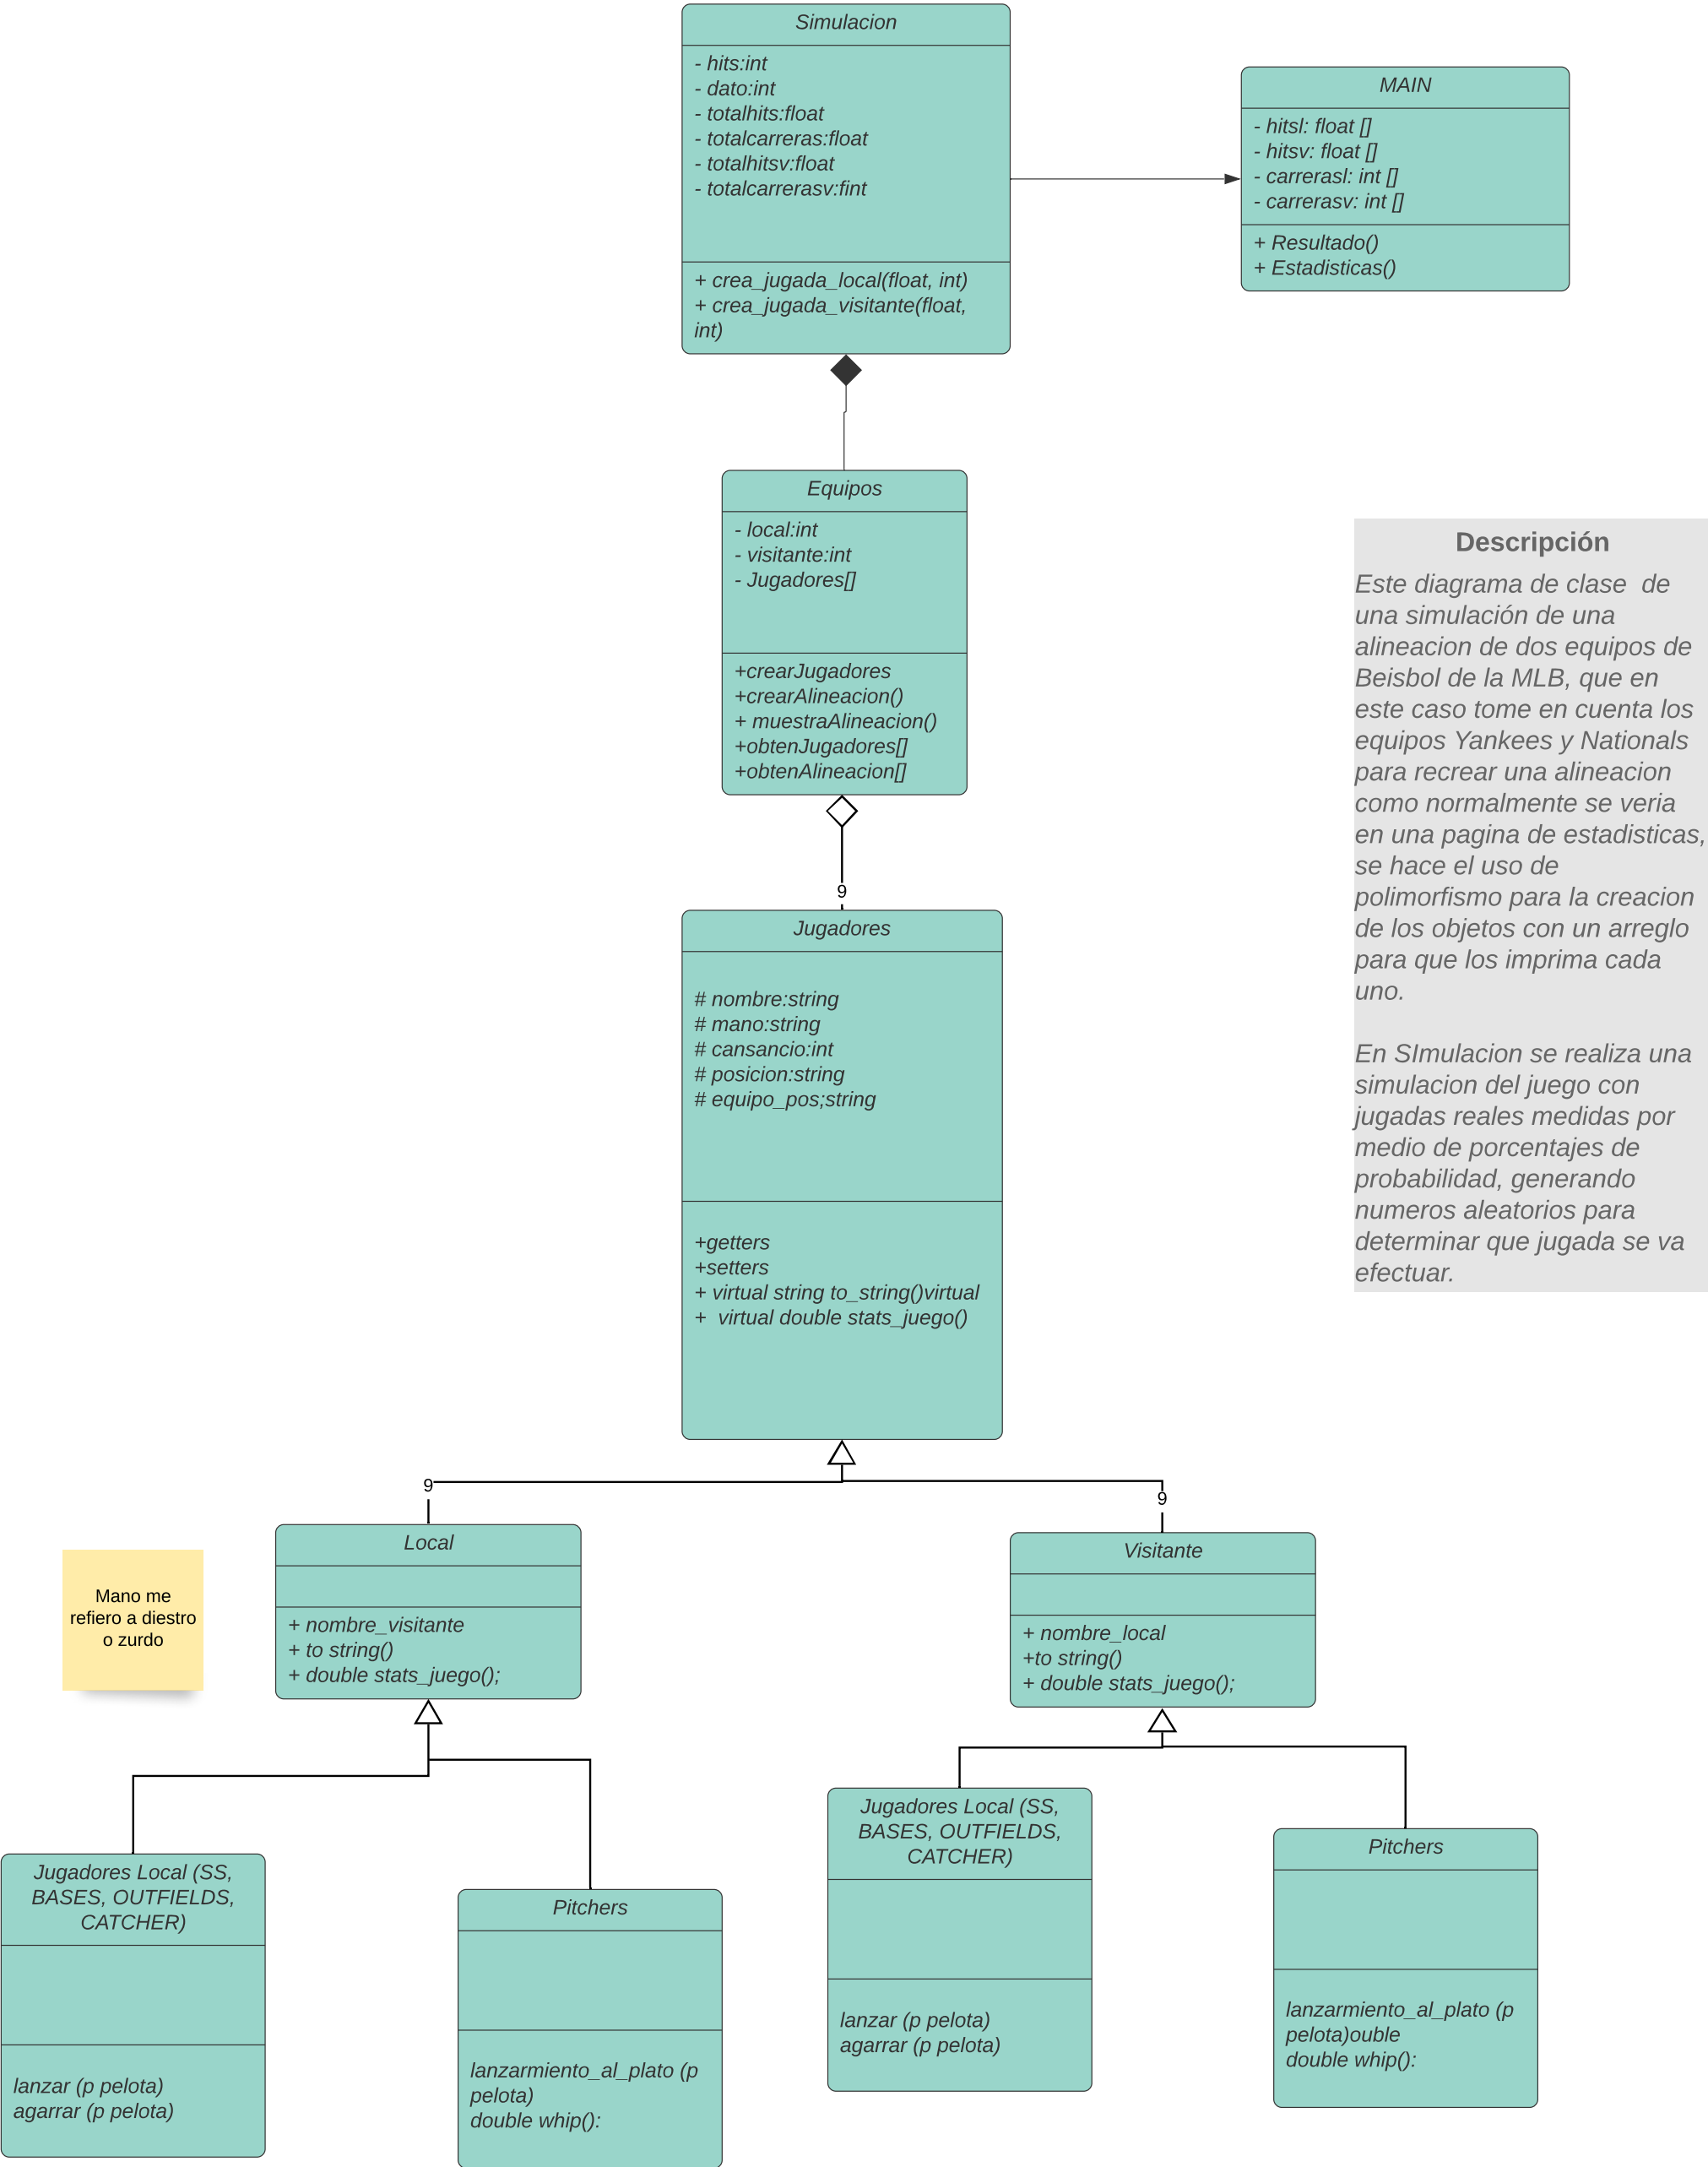 Simulacion
- hits:int
- dato:int
- totalhits:float
- totalcarreras:float
- totalhitsv:float
- totalcarrerasv:fint
+ crea_jugada_local(float, int)
+ crea_jugada_visitante(float,
int)
MAIN
- hitsl: float []
- hitsv: float []
- carrerasl: int []
- carrerasv: int []
+ Resultado()
+ Estadisticas()
Equipos
- local:int
- visitante:int
- Jugadores[]
+crearJugadores
+crearAlineacion()
+ muestraAlineacion()
+obtenJugadores[]
+obtenAlineacion[]
Descripción
Este diagrama de clase  de
una simulación de una
alineacion de dos equipos de
Beisbol de la MLB, que en
este caso tome en cuenta los
equipos Yankees y Nationals
para recrear una alineacion
como normalmente se veria
en una pagina de estadisticas,
se hace el uso de
polimorfismo para la creacion
de los objetos con un arreglo
para que los imprima cada
uno.
En SImulacion se realiza una
simulacion del juego con
jugadas reales medidas por
medio de porcentajes de
probabilidad, generando
numeros aleatorios para
determinar que jugada se va
efectuar.
9
Jugadores
# nombre:string
# mano:string
# cansancio:int
# posicion:string
# equipo_pos;string
+getters
+setters
+ virtual string to_string()virtual
+  virtual double stats_juego()
9
9
Local
+ nombre_visitante
+ to string()
+ double stats_juego();
Visitante
+ nombre_local
+to string()
+ double stats_juego();
Mano me
refiero a diestro
o zurdo
Jugadores Local (SS,
BASES, OUTFIELDS,
CATCHER)
lanzar (p pelota)
agarrar (p pelota)
Pitchers
lanzarmiento_al_plato (p
pelota)
double whip():
Jugadores Local (SS,
BASES, OUTFIELDS,
CATCHER)
lanzar (p pelota)
agarrar (p pelota)
Pitchers
lanzarmiento_al_plato (p
pelota)ouble
double whip():